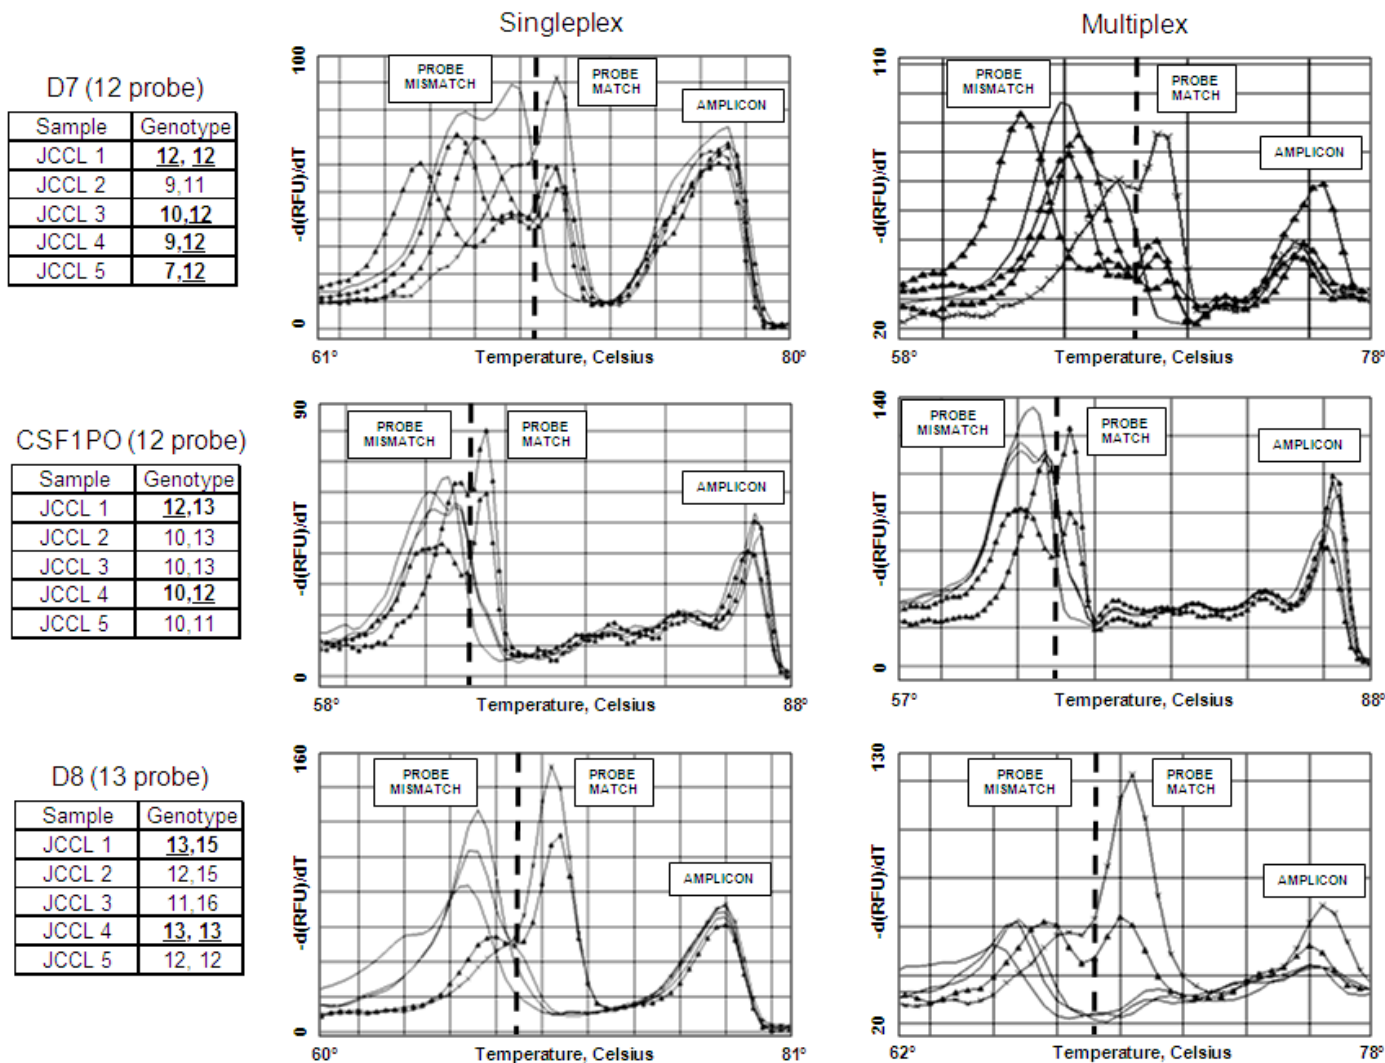 Singleplex
Multiplex
D7 (12 probe)
Sample Genotype
JCCL 1 12, 12
JCCL 2 9,11
JCCL 3 10,12
JCCL 4 9,12
JCCL 5 7,12
100
-d(RFU)/dT
0
PROBE
MISMATCH
PROBE
MATCH
AMPLICON
61°
Temperature, Celsius
80°
110
-d(RFU)/dT
20
PROBE
MISMATCH
PROBE
MATCH
AMPLICON
58°
Temperature, Celsius
78°
CSF1PO (12 probe)
Sample Genotype
JCCL 1 12,13
JCCL 2 10,13
JCCL 3 10,13
JCCL 4 10,12
JCCL 5 10,11
90
-d(RFU)/dT
0
PROBE
MISMATCH
PROBE
MATCH
AMPLICON
58°
Temperature, Celsius
88°
140
-d(RFU)/dT
0
PROBE
MISMATCH
PROBE
MATCH
AMPLICON
57°
Temperature, Celsius
88°
D8 (13 probe)
Sample Genotype
JCCL 1 13,15
JCCL 2 12,15
JCCL 3 11,16
JCCL 4 13, 13
JCCL 5 12, 12
160
-d(RFU)/dT
0
PROBE
MISMATCH
PROBE
MATCH
AMPLICON
60°
Temperature, Celsius
81°
130
-d(RFU)/dT
20
PROBE
MISMATCH
PROBE
MATCH
AMPLICON
62°
Temperature, Celsius
78°